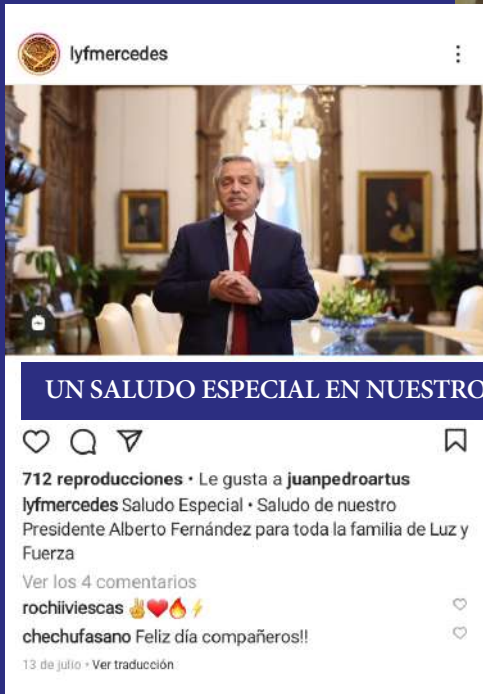 lyfmercedes
UN SALUDO ESPECIAL EN NUESTRO
712 reproducciones • Le gusta a juanpedroartus
lyfmercedes Saludo Especial • Saludo de nuestro
Presidente Alberto Fernández para toda la familia de Luz y
Fuerza
Ver los 4 comentarios
rochiiviescas ✌️❤️🔥⚡
chechufasano Feliz día compañeros!!
13 de julio • Ver traducción